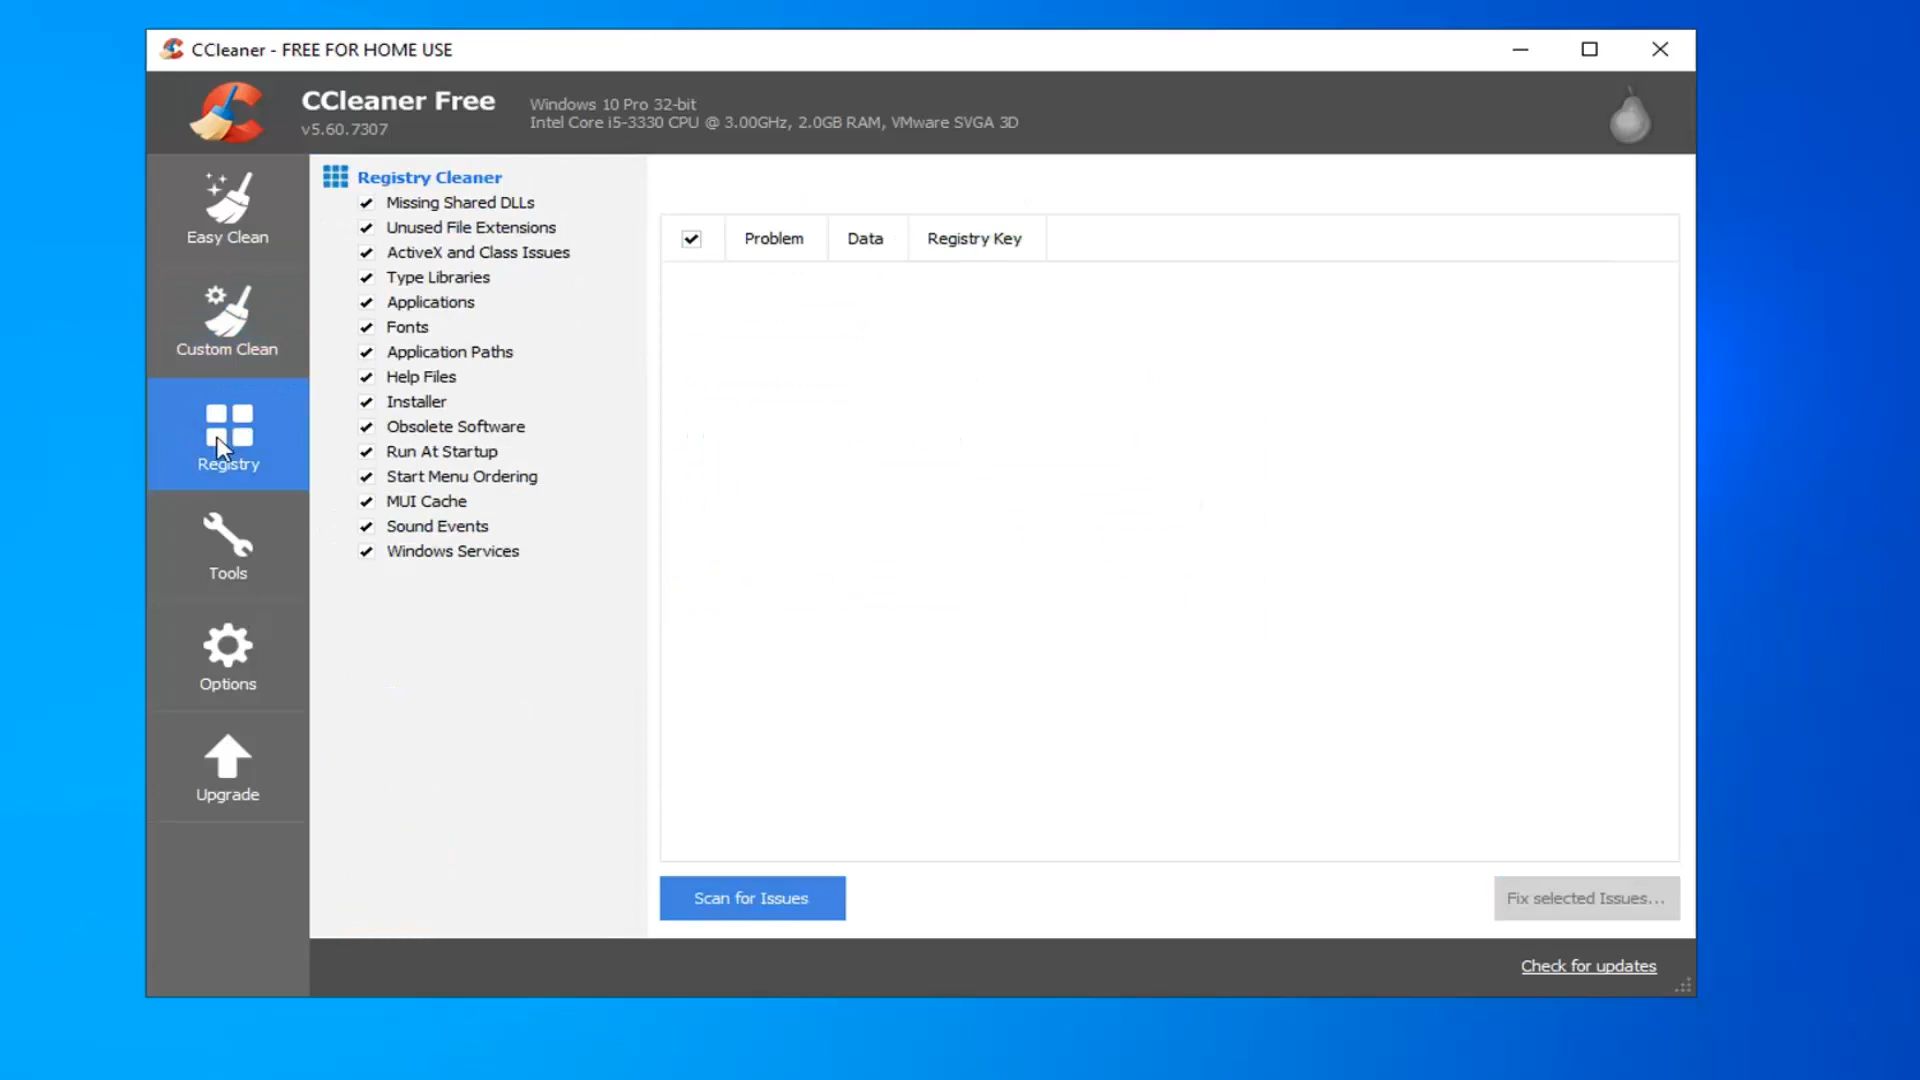 CCleaner - FREE FOR HOME USE
CCleaner Free
v5.60.7307
Windows 10 Pro 32-bit
Intel Core i5-3330 CPU @ 3.00GHz, 2.0GB RAM, VMware SVGA 3D
Easy Clean
Custom Clean
Registry
Tools
Options
Upgrade
Registry Cleaner
Missing Shared DLLs
Unused File Extensions
ActiveX and Class Issues
Type Libraries
Applications
Fonts
Application Paths
Help Files
Installer
Obsolete Software
Run At Startup
Start Menu Ordering
MUI Cache
Sound Events
Windows Services
Problem Data Registry Key
Scan for Issues
Fix selected Issues...
Check for updates